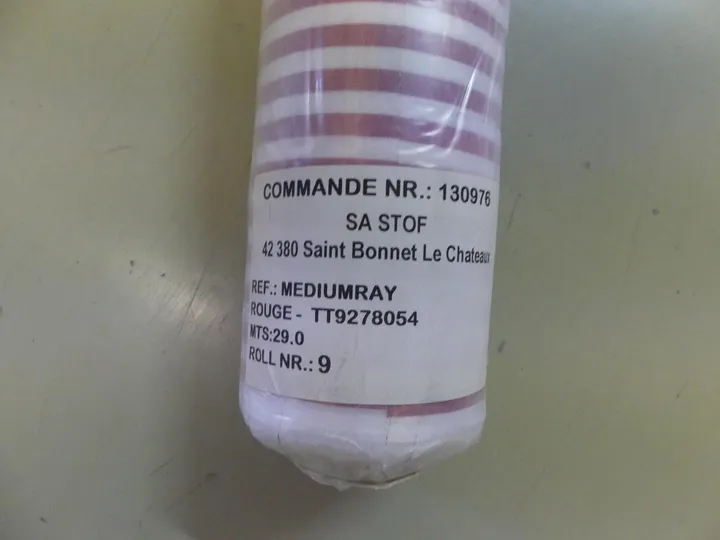 COMMANDE NR.: 130976
SA STOF
42 380 Saint Bonnet Le Chateaux
REF.: MEDIUMRAY
ROUGE - TT9278054
MTS:29.0
ROLL NR.: 9